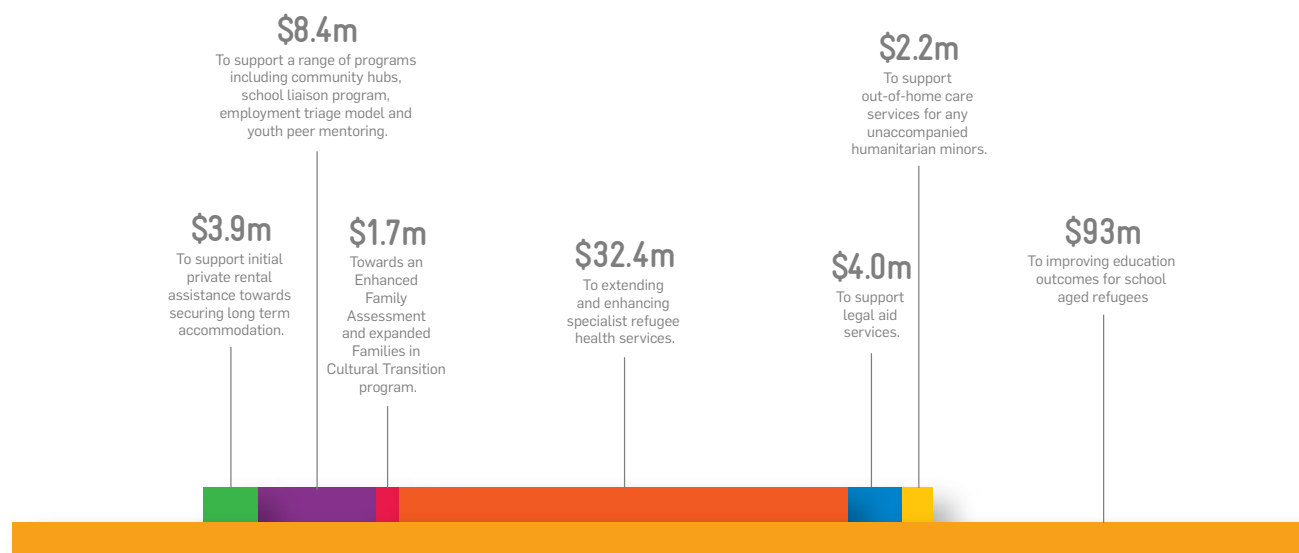 $8.4m
To support a range of programs
including community hubs,
school liaison program,
employment triage model and
youth peer mentoring.
$2.2m
To support
out-of-home care
services for any
unaccompanied
humanitarian minors.
$3.9m
To support initial
private rental
assistance towards
securing long term
accommodation.
$1.7m
Towards an
Enhanced
Family
Assessment
and expanded
Families in
Cultural Transition
program.
$32.4m
To extending
and enhancing
specialist refugee
health services.
$4.0m
To support
legal aid
services.
$93m
To improving education
outcomes for school
aged refugees